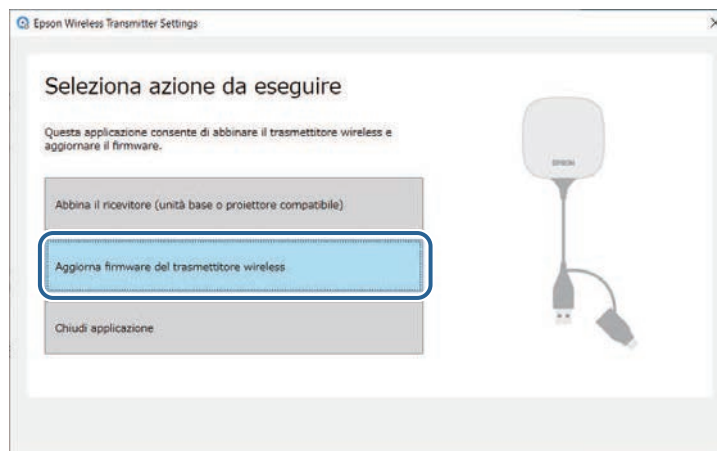 Epson Wireless Transmitter Settings
Seleziona azione da eseguire
Questa applicazione consente di abbinare il trasmettitore wireless e
aggiornare il firmware.
EPSON
Abbina il ricevitore (unità base o proiettore compatibile)
Aggiorna firmware del trasmettitore wireless
Chiudi applicazione